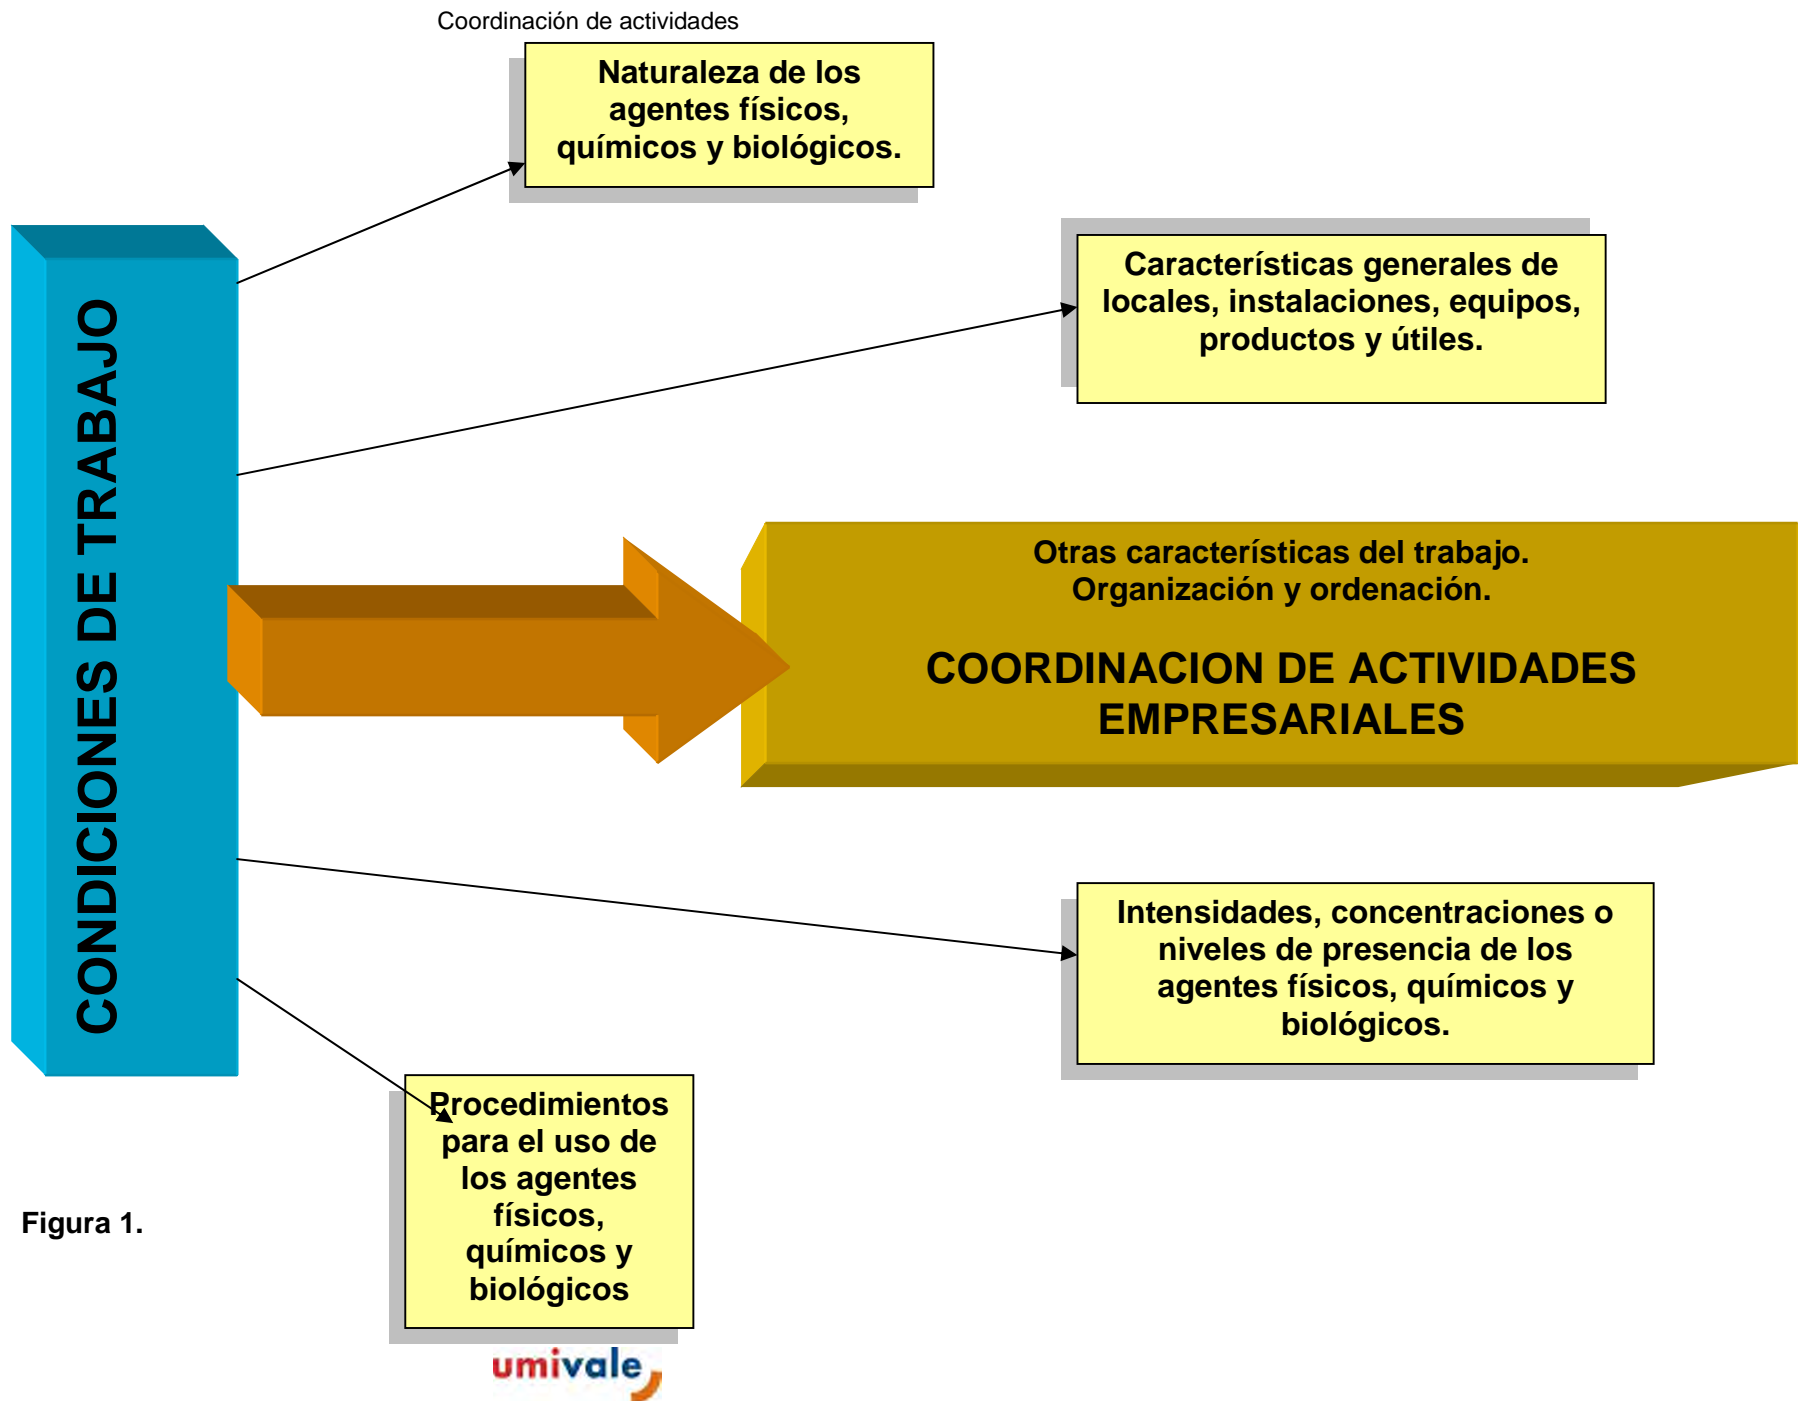 Coordinación de actividades
Naturaleza de los
agentes físicos,
químicos y biológicos.
Características generales de
locales, instalaciones, equipos,
productos y útiles.
CONDICIONES DE TRABAJO
Otras características del trabajo.
Organización y ordenación.
COORDINACION DE ACTIVIDADES
EMPRESARIALES
Intensidades, concentraciones o
niveles de presencia de los
agentes físicos, químicos y
biológicos.
Procedimientos
para el uso de
los agentes
físicos,
químicos y
biológicos
Figura 1.
umivale